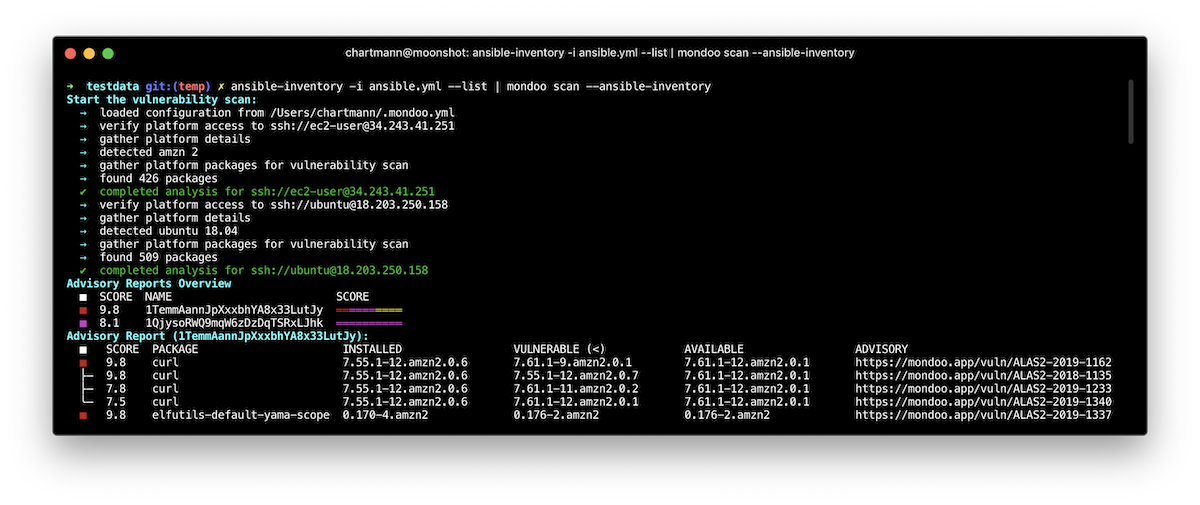 chartmann@moonshot: ansible-inventory -i ansible.yml --list | mondoo scan --ansible-inventory
→ testdata git:(temp) ✗ ansible-inventory -i ansible.yml --list | mondoo scan --ansible-inventory
Start the vulnerability scan:
→ loaded configuration from /Users/chartmann/.mondoo.yml
→ verify platform access to ssh://ec2-user@34.243.41.251
→ gather platform details
→ detected amzn 2
→ gather platform packages for vulnerability scan
→ found 426 packages
✔ completed analysis for ssh://ec2-user@34.243.41.251
→ verify platform access to ssh://ubuntu@18.203.250.158
→ gather platform details
→ detected ubuntu 18.04
→ gather platform packages for vulnerability scan
→ found 509 packages
✔ completed analysis for ssh://ubuntu@18.203.250.158
Advisory Reports Overview
■ SCORE NAME SCORE
■ 9.8 1TemmAannJpXxxbhYA8x33LutJy ══════════
■ 8.1 1QjysoRWQ9mqW6zDzDqTSRxLJhk ══════════
Advisory Report (1TemmAannJpXxxbhYA8x33LutJy):
■ SCORE PACKAGE INSTALLED VULNERABLE (<) AVAILABLE ADVISORY
■ 9.8 curl 7.55.1-12.amzn2.0.6 7.61.1-9.amzn2.0.1 7.61.1-12.amzn2.0.1 https://mondoo.app/vuln/ALAS2-2019-1162
├─ 9.8 curl 7.55.1-12.amzn2.0.6 7.55.1-12.amzn2.0.7 7.61.1-12.amzn2.0.1 https://mondoo.app/vuln/ALAS2-2018-1135
├─ 7.8 curl 7.55.1-12.amzn2.0.6 7.61.1-11.amzn2.0.2 7.61.1-12.amzn2.0.1 https://mondoo.app/vuln/ALAS2-2019-1233
╰─ 7.5 curl 7.55.1-12.amzn2.0.6 7.61.1-12.amzn2.0.1 7.61.1-12.amzn2.0.1 https://mondoo.app/vuln/ALAS2-2019-1340
■ 9.8 elfutils-default-yama-scope 0.170-4.amzn2 0.176-2.amzn2 0.176-2.amzn2 https://mondoo.app/vuln/ALAS2-2019-1337